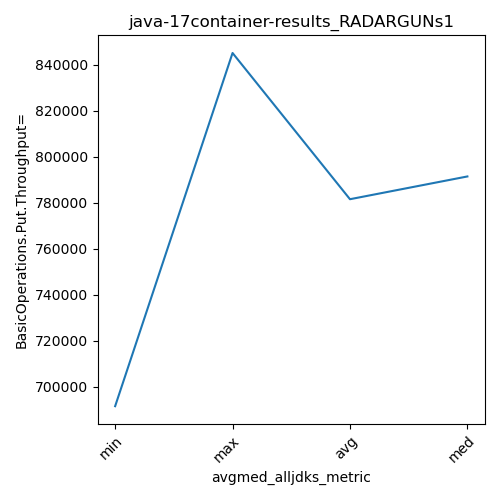 java-17container-results_RADARGUNs1
BasicOperations.Put.Throughput=
840000
820000
800000
780000
760000
740000
720000
700000
min
max
avg
med
avgmed_alljdks_metric